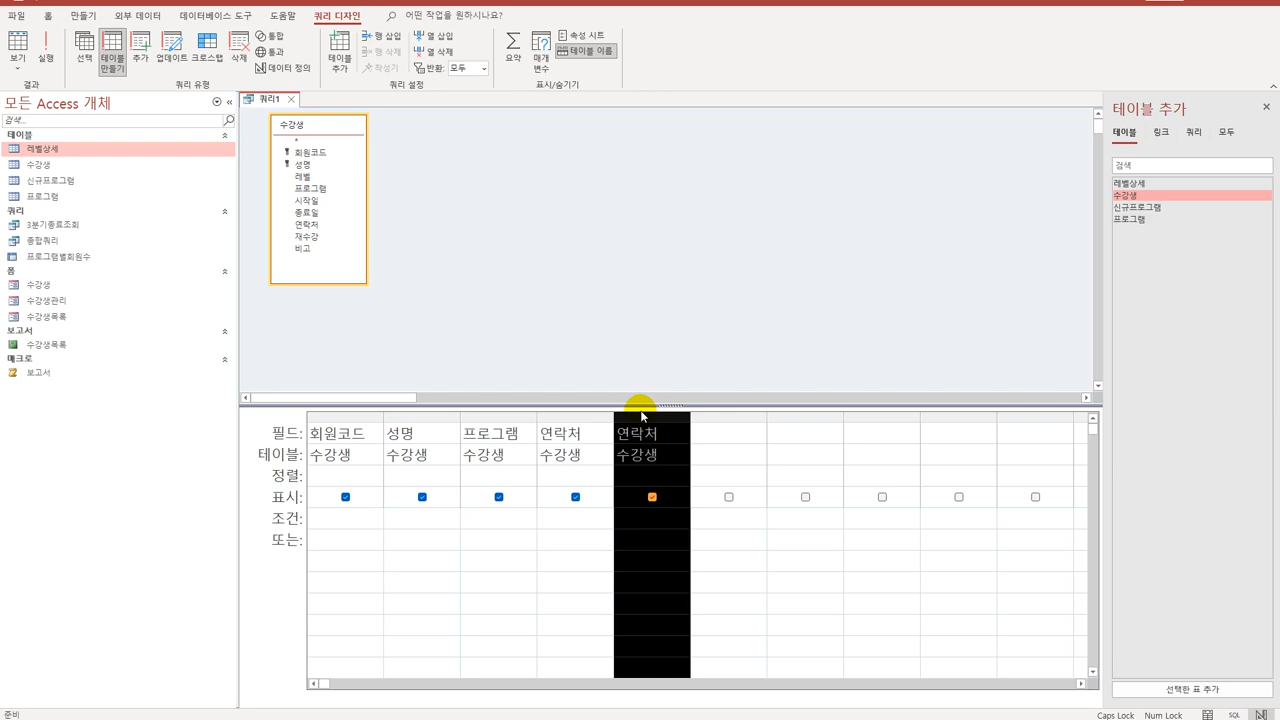 파일 홈 만들기 외부 데이터 데이터베이스 도구 도움말 쿼리 디자인 어떤 작업을 원하시나요?
보기 실행 선택 테이블 만들기 추가 업데이트 크로스탭 삭제 통합 통과 데이터 정의 테이블 추가 행 삽입 행 삭제 작성기 열 삽입 열 삭제 반환: 모두 요약 매개 변수 속성 시트 테이블 이름
결과 쿼리 유형 쿼리 설정 표시/숨기기
모든 Access 개체
검색...
테이블
레벨상세
수강생
신규프로그램
프로그램
쿼리
3분기종료조회
종합쿼리
프로그램별회원수
폼
수강생
수강생관리
수강생목록
보고서
수강생목록
매크로
보고서
쿼리1
수강생
*
회원코드
성명
레벨
프로그램
시작일
종료일
연락처
재수강
비고
필드: 회원코드 성명 프로그램 연락처 연락처
테이블: 수강생 수강생 수강생 수강생 수강생
정렬:
표시:
조건:
또는:
테이블 추가
테이블 링크 쿼리 모두
검색
레벨상세
수강생
신규프로그램
프로그램
선택한 표 추가
준비 Caps Lock Num Lock SQL